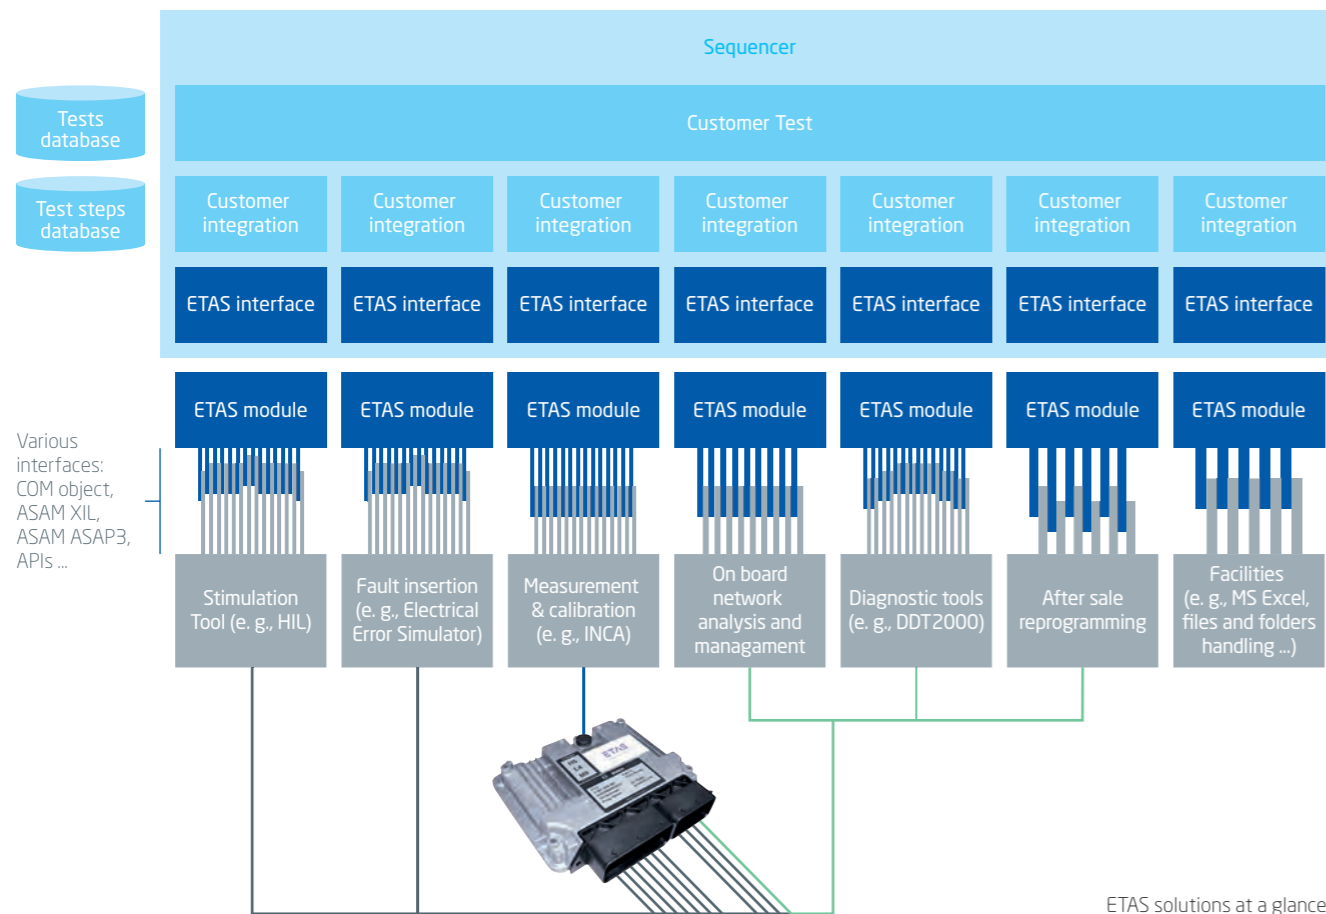 Sequencer
Tests
database
Customer Test
Test steps
database
Customer
integration
Customer
integration
Customer
integration
Customer
integration
Customer
integration
Customer
integration
Customer
integration
ETAS interface
ETAS interface
ETAS interface
ETAS interface
ETAS interface
ETAS interface
ETAS interface
ETAS module
ETAS module
ETAS module
ETAS module
ETAS module
ETAS module
ETAS module
Various
interfaces:
COM object,
ASAM XIL,
ASAM ASAP3,
APIs ...
Stimulation
Tool (e. g., HIL)
Fault insertion
(e. g., Electrical
Error Simulator)
Measurement
& calibration
(e. g., INCA)
On board
network
analysis and
managament
Diagnostic tools
(e. g., DDT2000)
After sale
reprogramming
Facilities
(e. g., MS Excel,
files and folders
handling ...)
ETAS
ETAS solutions at a glance